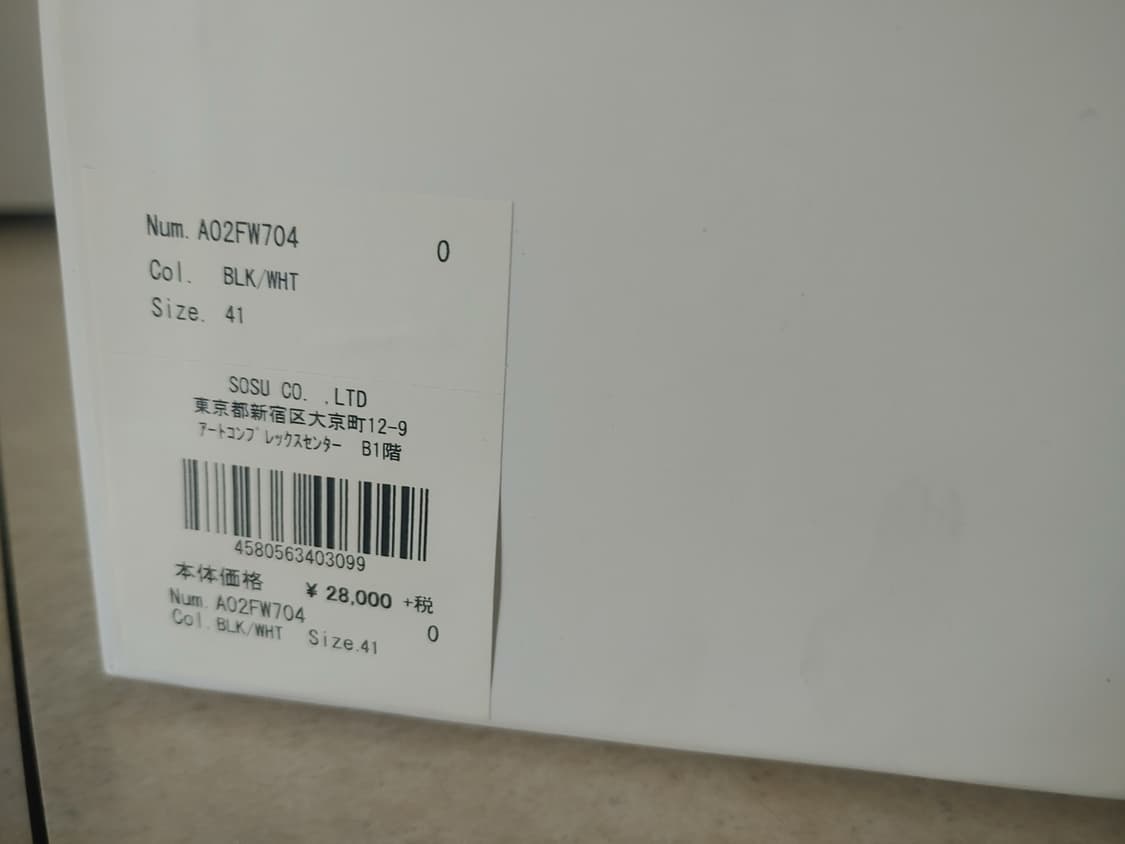 Num. A02FW704 0
Col. BLK/WHT
Size. 41
SOSU CO. ,LTD
東京都新宿区大京町12-9
ｱｰﾄｺﾝﾌﾟﾚｯｸｽｾﾝﾀｰ B1階
4580563403099
本体価格 ¥ 28,000 +税
Num. A02FW704
Col. BLK/WHT Size.41 0